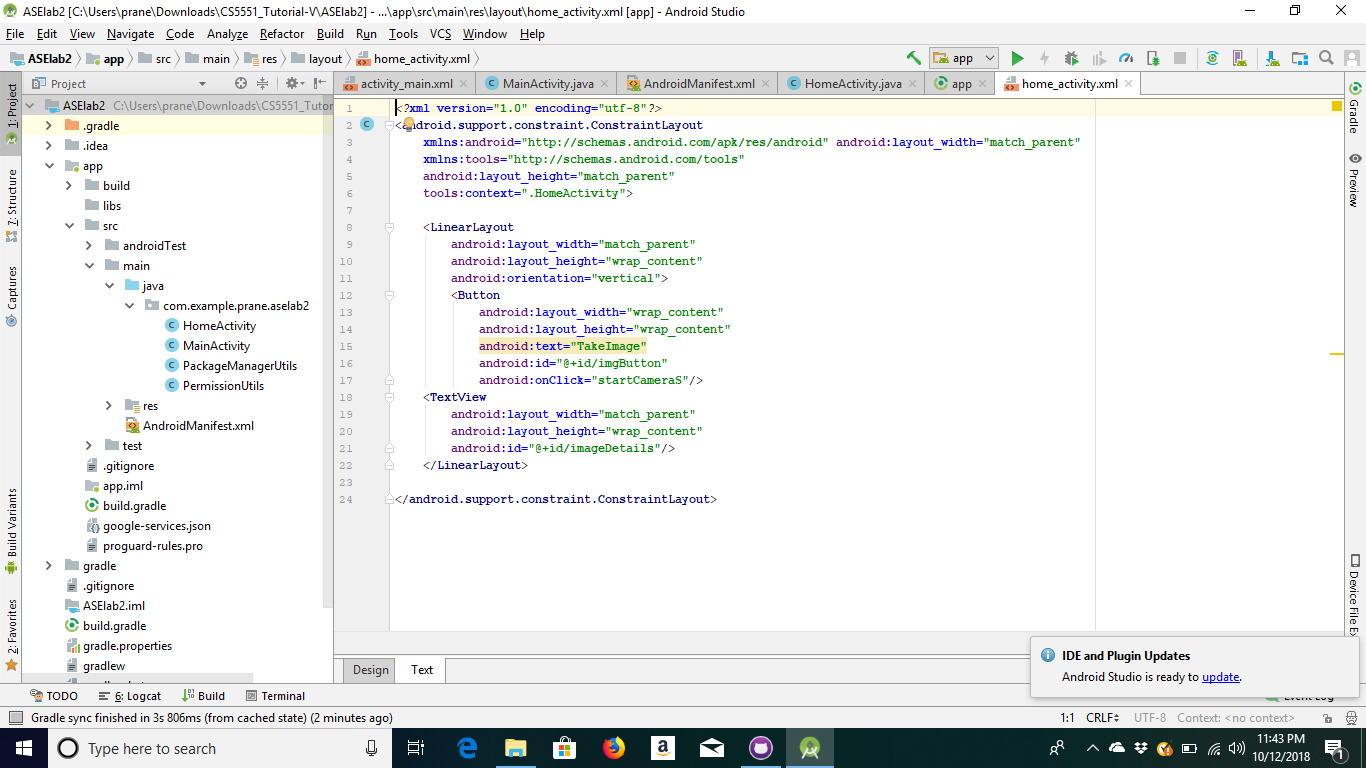 ASElab2 [C:\Users\prane\Downloads\CS5551_Tutorial-V\ASElab2] - ...\app\src\main\res\layout\home_activity.xml [app] - Android Studio
File Edit View Navigate Code Analyze Refactor Build Run Tools VCS Window Help
ASElab2 app src main res layout home_activity.xml
app
Project
activity_main.xml MainActivity.java AndroidManifest.xml HomeActivity.java app home_activity.xml
1: Project
7: Structure
Captures
Build Variants
2: Favorites
ASElab2 C:\Users\prane\Downloads\CS5551_Tutor
.gradle
.idea
app
build
libs
src
androidTest
main
java
com.example.prane.aselab2
HomeActivity
MainActivity
PackageManagerUtils
PermissionUtils
res
AndroidManifest.xml
test
.gitignore
app.iml
build.gradle
google-services.json
proguard-rules.pro
gradle
.gitignore
ASElab2.iml
build.gradle
gradle.properties
gradlew
1 <?xml version="1.0" encoding="utf-8"?>
2 <android.support.constraint.ConstraintLayout
3 xmlns:android="http://schemas.android.com/apk/res/android" android:layout_width="match_parent"
4 xmlns:tools="http://schemas.android.com/tools"
5 android:layout_height="match_parent"
6 tools:context=".HomeActivity">
7
8 <LinearLayout
9 android:layout_width="match_parent"
10 android:layout_height="wrap_content"
11 android:orientation="vertical">
12 <Button
13 android:layout_width="wrap_content"
14 android:layout_height="wrap_content"
15 android:text="TakeImage"
16 android:id="@+id/imgButton"
17 android:onClick="startCameraS"/>
18 <TextView
19 android:layout_width="match_parent"
20 android:layout_height="wrap_content"
21 android:id="@+id/imageDetails"/>
22 </LinearLayout>
23
24 </android.support.constraint.ConstraintLayout>
Gradle
Preview
Device File Ex
Design Text
IDE and Plugin Updates
Android Studio is ready to update.
TODO 6: Logcat Build Terminal Event Log
Gradle sync finished in 3s 806ms (from cached state) (2 minutes ago) 1:1 CRLF UTF-8 Context: <no context>
Type here to search
11:43 PM
10/12/2018
1